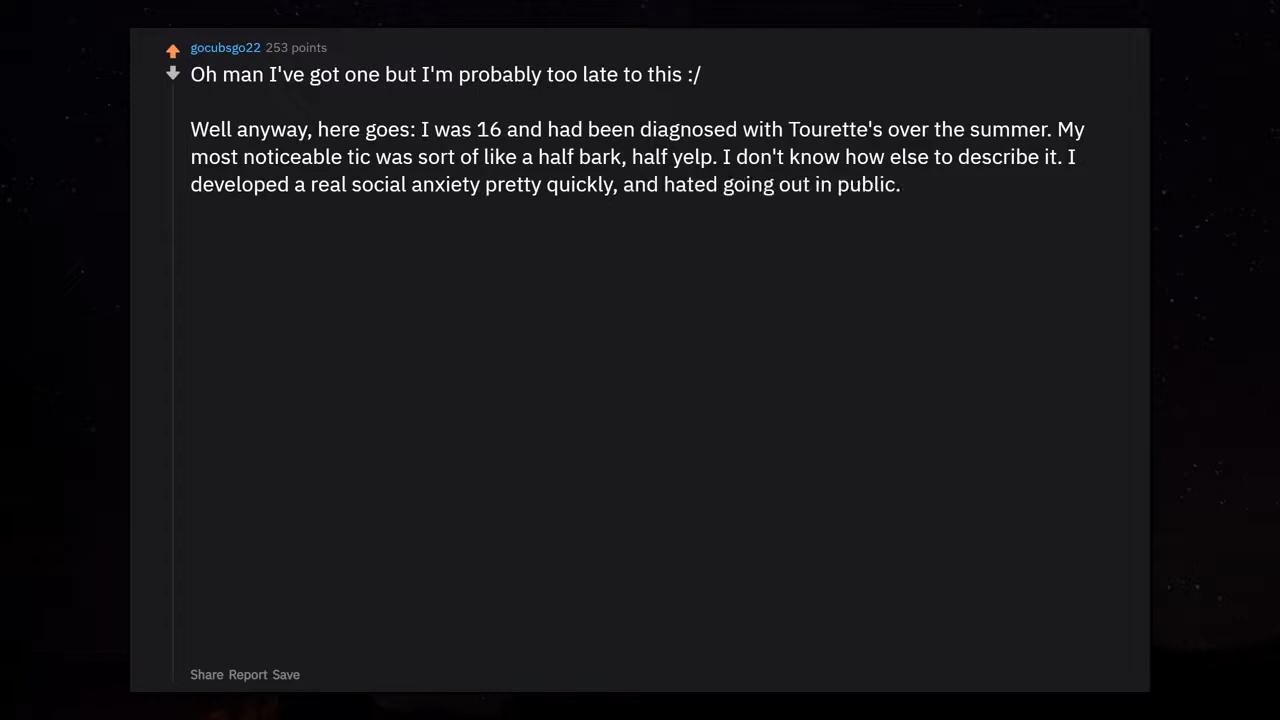 gocubsgo22 253 points
Oh man I've got one but I'm probably too late to this :/
Well anyway, here goes: I was 16 and had been diagnosed with Tourette's over the summer. My
most noticeable tic was sort of like a half bark, half yelp. I don't know how else to describe it. I
developed a real social anxiety pretty quickly, and hated going out in public.
Share Report Save